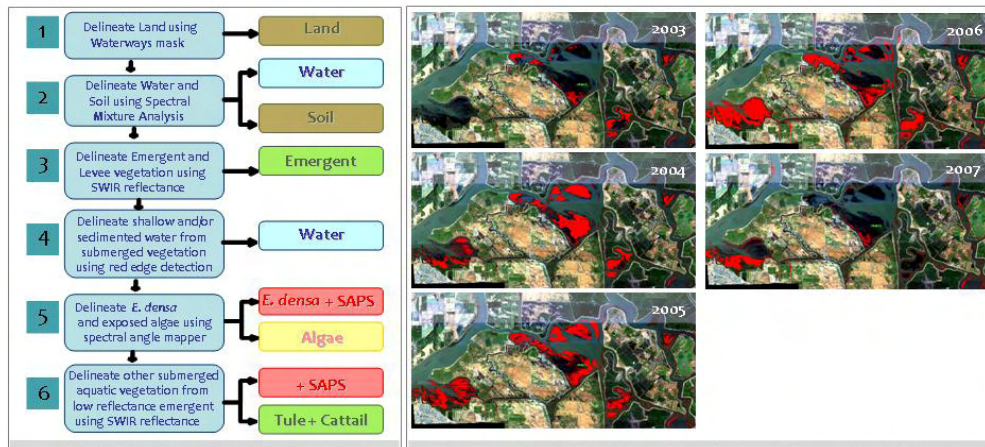 1
Delineate Land using
Waterways mask
Land
2
Delineate Water and
Soil using Spectral
Mixture Analysis
Water
Soil
3
Delineate Emergent and
Levee vegetation using
SWIR reflectance
Emergent
4
Delineate shallow and/or
sedimented water from
submerged vegetation
using red edge detection
Water
5
Delineate E. densa
and exposed algae using
spectral angle mapper
E. densa + SAPS
Algae
6
Delineate other submerged
aquatic vegetation from
low reflectance emergent
using SWIR reflectance
+ SAPS
Tule + Cattail
2003
2006
2004
2007
2005